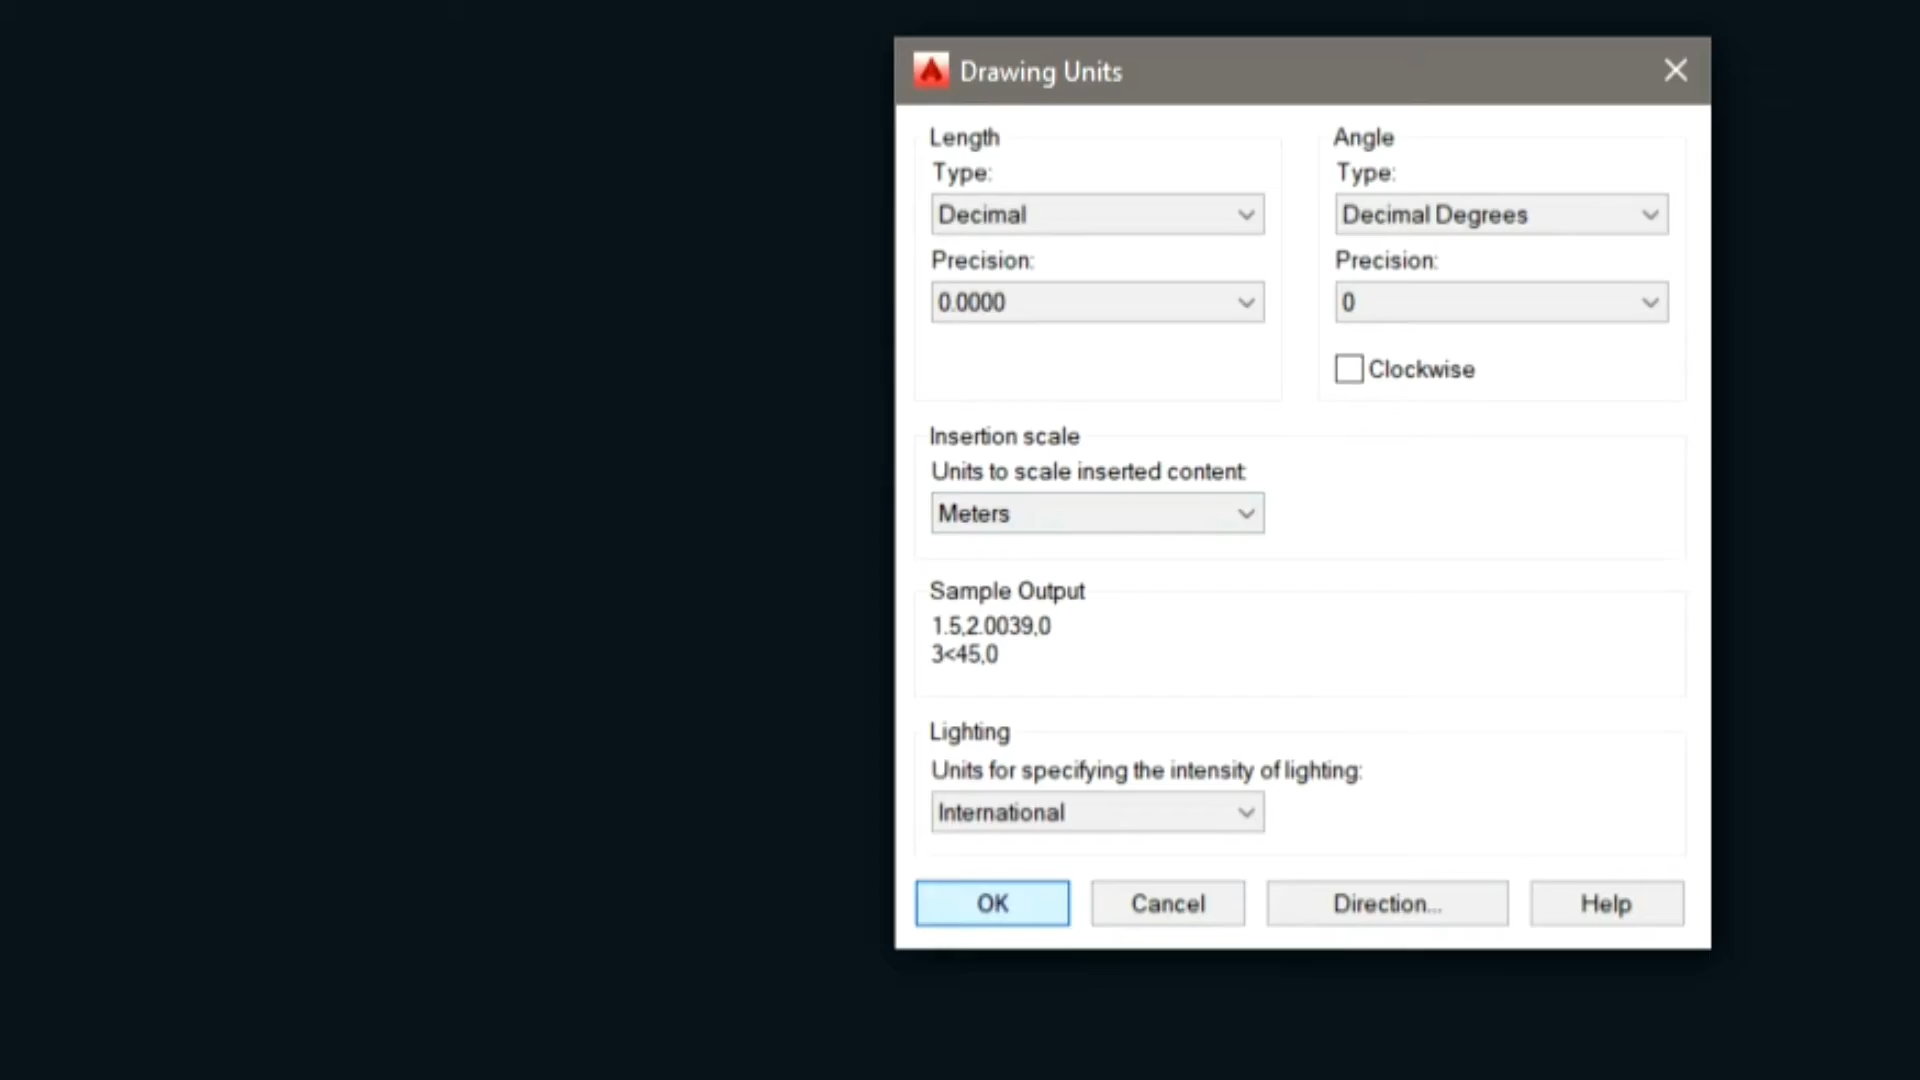 Drawing Units
Length
Type:
Decimal
Precision:
0.0000
Angle
Type:
Decimal Degrees
Precision:
0
Clockwise
Insertion scale
Units to scale inserted content:
Meters
Sample Output
1.5,2.0039,0
3<45,0
Lighting
Units for specifying the intensity of lighting:
International
OK Cancel Direction... Help